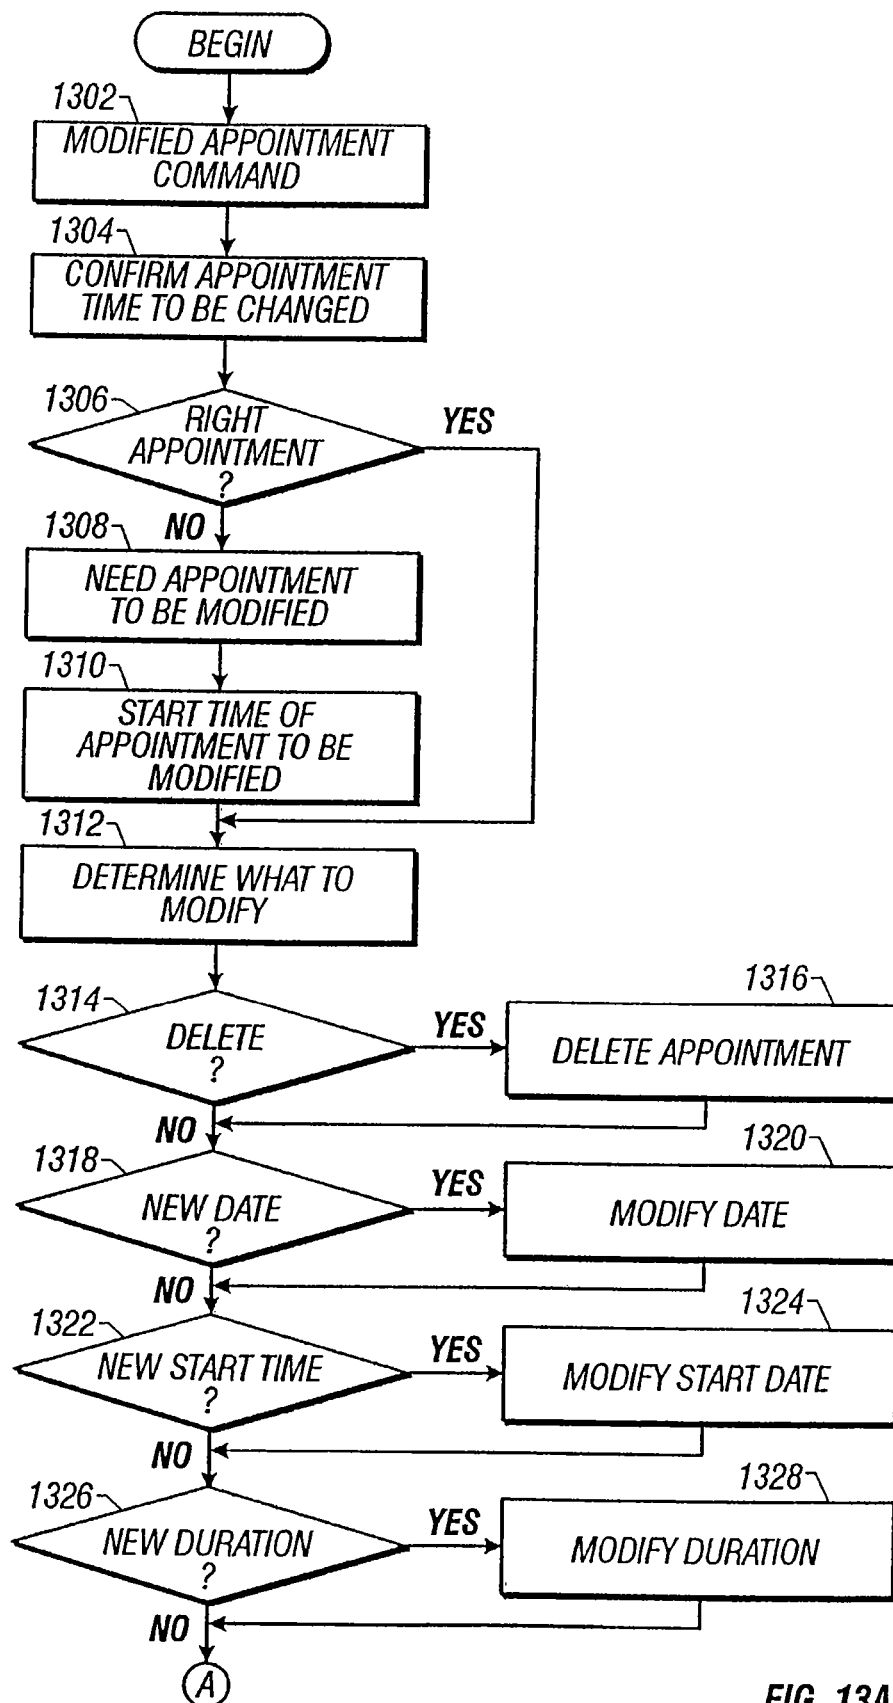 BEGIN
1302
MODIFIED APPOINTMENT
COMMAND
1304
CONFIRM APPOINTMENT
TIME TO BE CHANGED
1306
RIGHT
APPOINTMENT
?
YES
NO
1308
NEED APPOINTMENT
TO BE MODIFIED
1310
START TIME OF
APPOINTMENT TO BE
MODIFIED
1312
DETERMINE WHAT TO
MODIFY
1314
DELETE
?
YES
1316
DELETE APPOINTMENT
NO
1318
NEW DATE
?
YES
1320
MODIFY DATE
NO
1322
NEW START TIME
?
YES
1324
MODIFY START DATE
NO
1326
NEW DURATION
?
YES
1328
MODIFY DURATION
NO
A
FIG. 13A